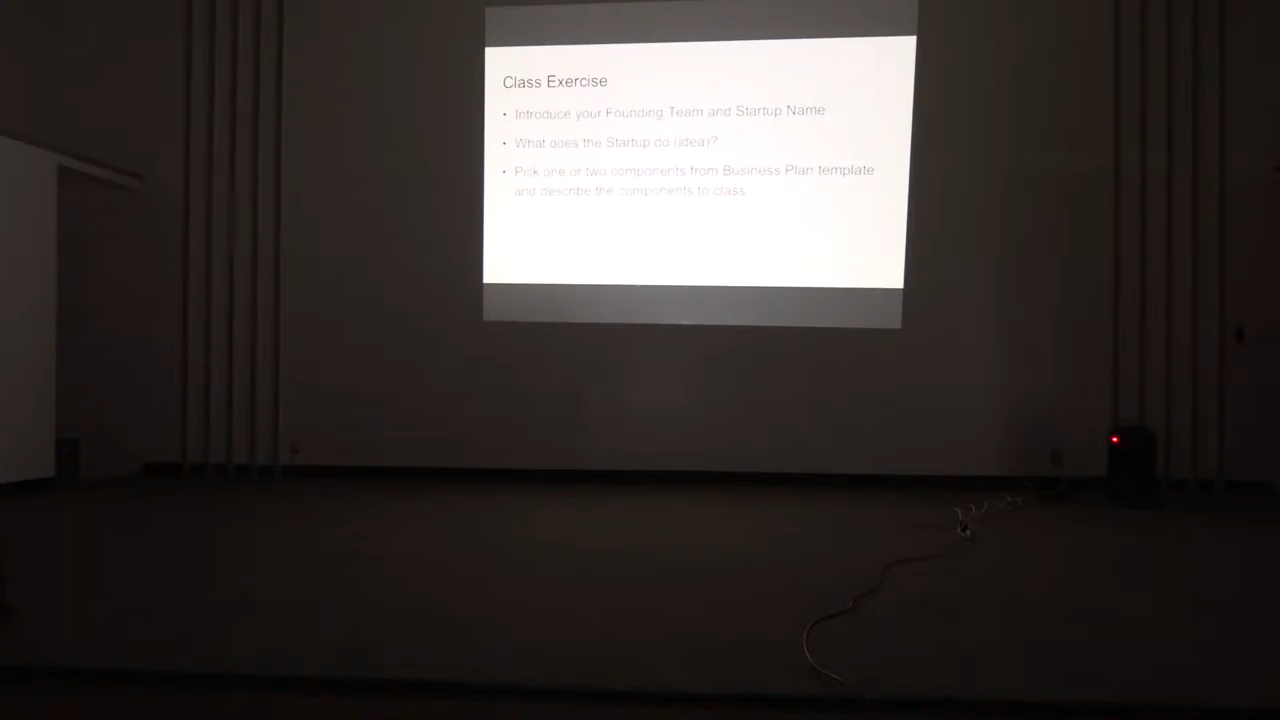 Class Exercise
• Introduce your Founding Team and Startup Name
• What does the Startup do (idea)?
• Pick one or two components from Business Plan template
and describe the components to class